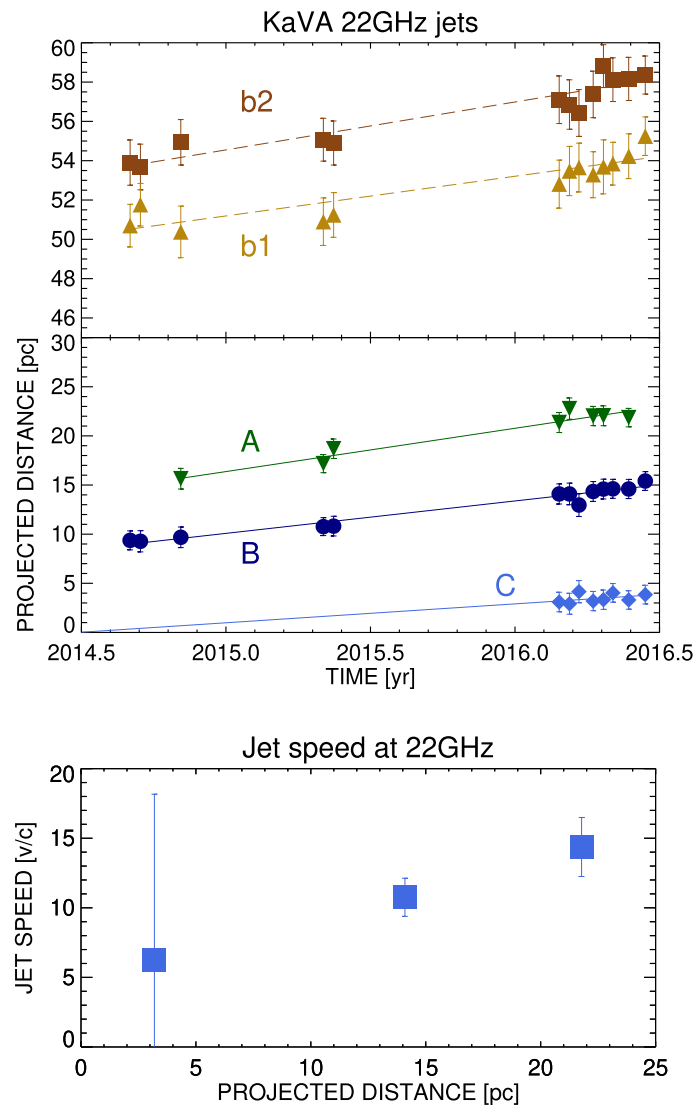 KaVA 22GHz jets
60
58
56
54
52
50
48
46
b2
b1
30
25
20
15
10
5
0
A
B
C
PROJECTED DISTANCE [pc]
2014.5 2015.0 2015.5 2016.0 2016.5
TIME [yr]
Jet speed at 22GHz
20
15
10
5
0
JET SPEED [v/c]
0 5 10 15 20 25
PROJECTED DISTANCE [pc]